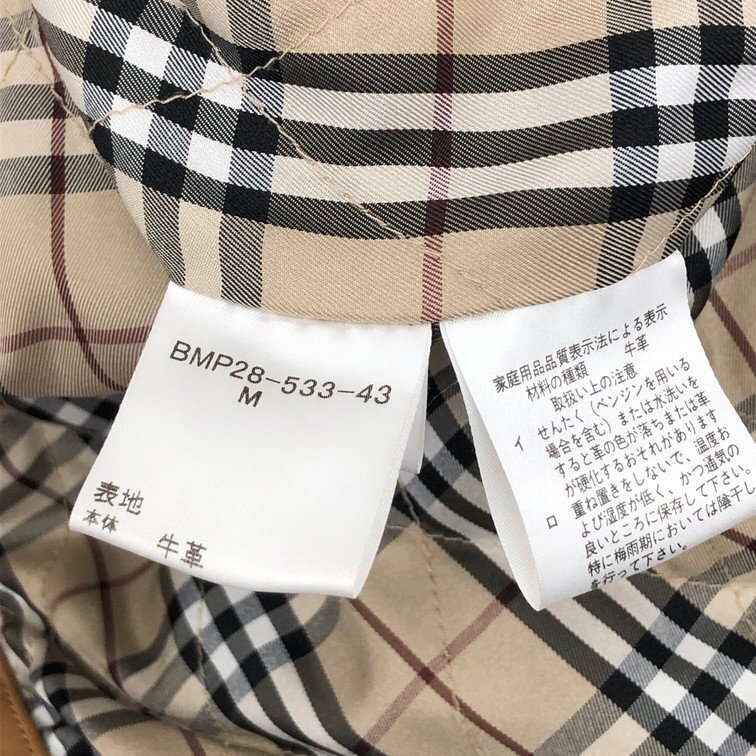 BMP28-533-43
M
表地
本体 牛革
家庭用品品質表示法による表示
材料の種類 牛革
取扱い上の注意
イ せんたく(ベンジンを用いる
場合を含む)または水洗いを
すると革の色が落ちまたは革
が硬化するおそれがあります
ロ 重ね置きをしないで、温度お
よび湿度が低く、かつ通気の
良いところに保存して下さい。
特に梅雨期においては陰干し
を行って下さい。